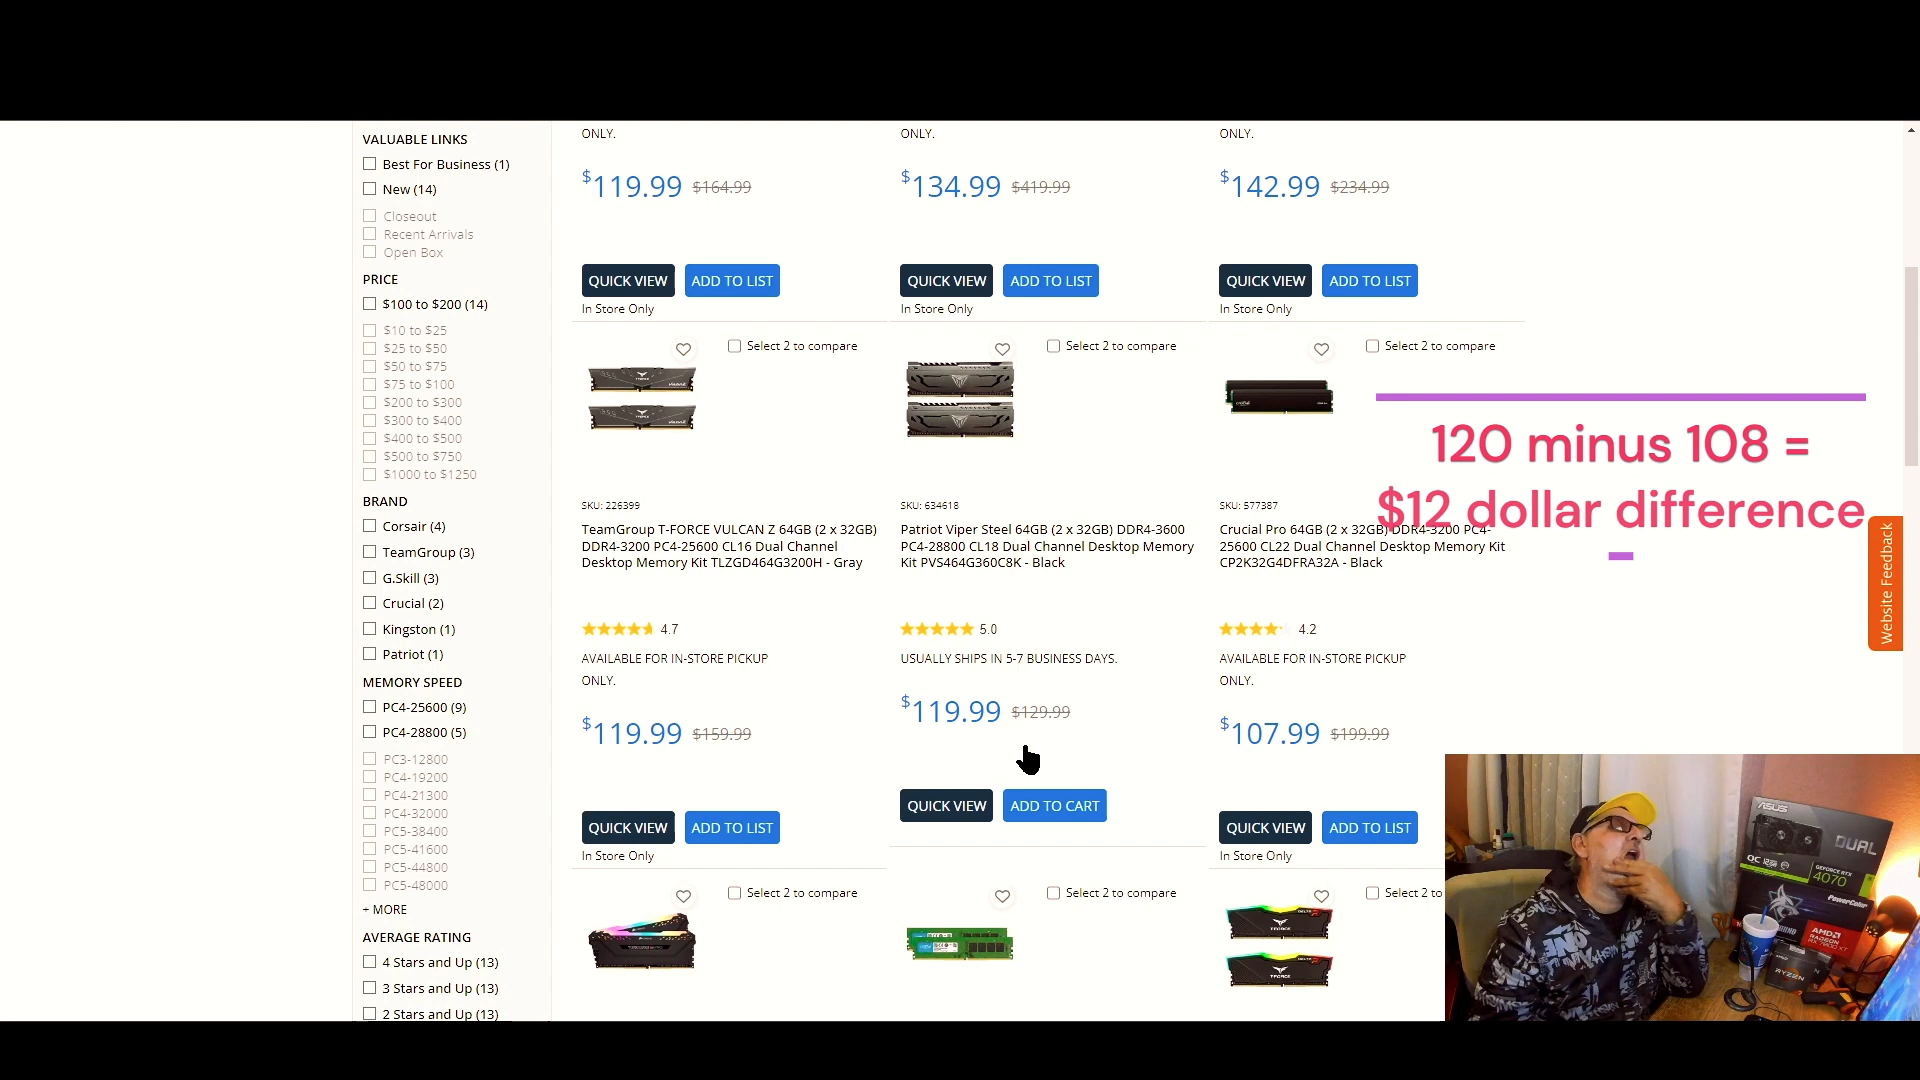 VALUABLE LINKS
Best For Business (1)
New (14)
Closeout
Recent Arrivals
Open Box
PRICE
$100 to $200 (14)
$10 to $25
$25 to $50
$50 to $75
$75 to $100
$200 to $300
$300 to $400
$400 to $500
$500 to $750
$1000 to $1250
BRAND
Corsair (4)
TeamGroup (3)
G.Skill (3)
Crucial (2)
Kingston (1)
Patriot (1)
MEMORY SPEED
PC4-25600 (9)
PC4-28800 (5)
PC3-12800
PC4-19200
PC4-21300
PC4-32000
PC5-38400
PC5-41600
PC5-44800
PC5-48000
+ MORE
AVERAGE RATING
4 Stars and Up (13)
3 Stars and Up (13)
2 Stars and Up (13)
ONLY.
$119.99 $164.99
QUICK VIEW ADD TO LIST
In Store Only
ONLY.
$134.99 $419.99
QUICK VIEW ADD TO LIST
In Store Only
ONLY.
$142.99 $234.99
QUICK VIEW ADD TO LIST
In Store Only
Select 2 to compare
SKU: 226399
TeamGroup T-FORCE VULCAN Z 64GB (2 x 32GB)
DDR4-3200 PC4-25600 CL16 Dual Channel
Desktop Memory Kit TLZGD464G3200H - Gray
4.7
AVAILABLE FOR IN-STORE PICKUP
ONLY.
$119.99 $159.99
QUICK VIEW ADD TO LIST
In Store Only
Select 2 to compare
SKU: 634618
Patriot Viper Steel 64GB (2 x 32GB) DDR4-3600
PC4-28800 CL18 Dual Channel Desktop Memory
Kit PVS464G360C8K - Black
5.0
USUALLY SHIPS IN 5-7 BUSINESS DAYS.
$119.99 $129.99
QUICK VIEW ADD TO CART
Select 2 to compare
SKU: 577387
Crucial Pro 64GB (2 x 32GB) DDR4-3200 PC4-
25600 CL22 Dual Channel Desktop Memory Kit
CP2K32G4DFRA32A - Black
4.2
AVAILABLE FOR IN-STORE PICKUP
ONLY.
$107.99 $199.99
QUICK VIEW ADD TO LIST
In Store Only
Select 2 to compare
Select 2 to compare
Select 2 to
120 minus 108 =
$12 dollar difference
Website Feedback
ASUS
DUAL
OC 12GB
GEFORCE RTX
4070
PowerColor
AMD
RADEON
RYZEN